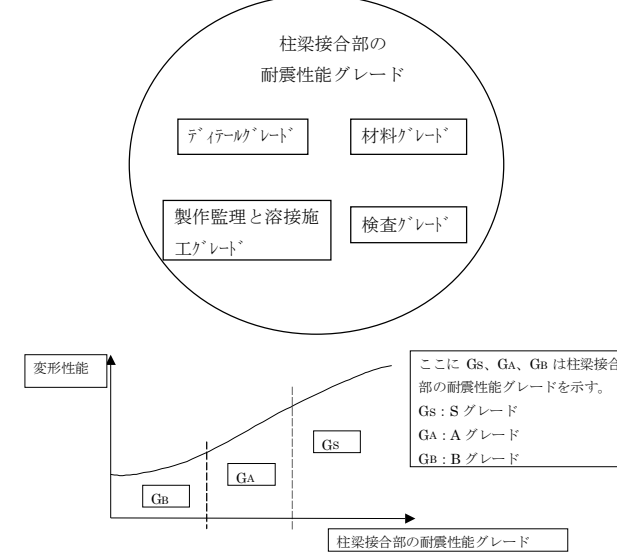 柱梁接合部の
耐震性能グレード
ﾃﾞｨﾃｰﾙｸﾞﾚｰﾄﾞ
材料ｸﾞﾚｰﾄﾞ
製作監理と溶接施
工ｸﾞﾚｰﾄﾞ
検査ｸﾞﾚｰﾄﾞ
変形性能
ここに Gs、GA、GB は柱梁接合
部の耐震性能グレードを示す。
Gs : S グレード
GA : A グレード
GB : B グレード
Gs
GA
GB
柱梁接合部の耐震性能グレード